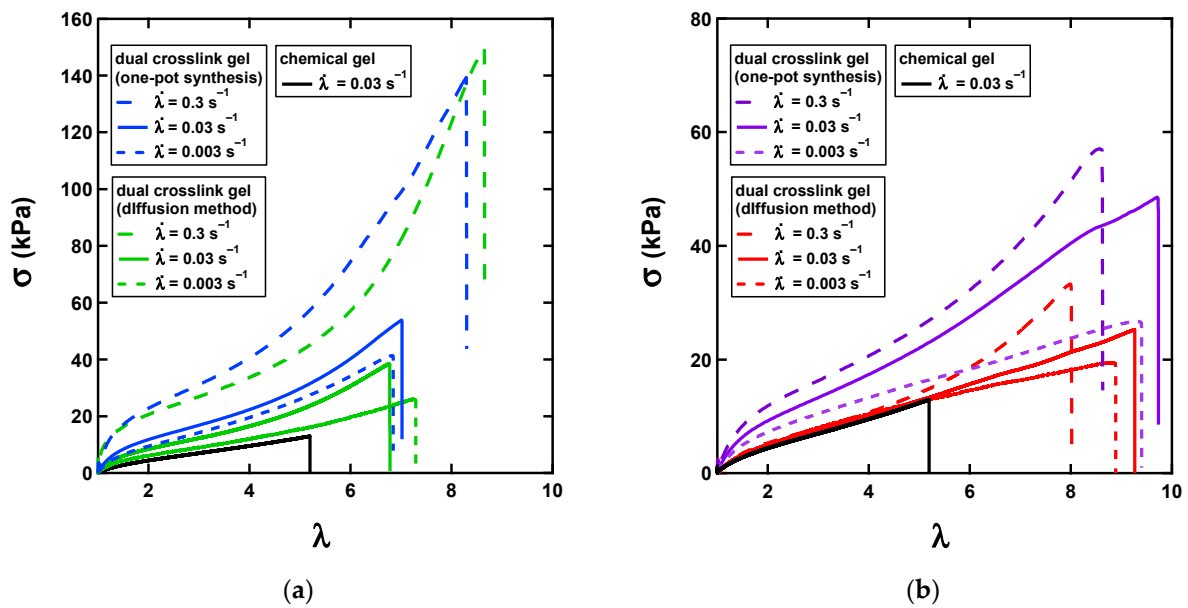 160
140
120
100
80
60
40
20
0
σ (kPa)
dual crosslink gel
(one-pot synthesis)
λ̇ = 0.3 s⁻¹
λ̇ = 0.03 s⁻¹
λ̇ = 0.003 s⁻¹
chemical gel
λ̇ = 0.03 s⁻¹
dual crosslink gel
(dIffusion method)
λ̇ = 0.3 s⁻¹
λ̇ = 0.03 s⁻¹
λ̇ = 0.003 s⁻¹
2 4 6 8 10
λ
(a)
80
60
40
20
0
σ (kPa)
dual crosslink gel
(one-pot synthesis)
λ̇ = 0.3 s⁻¹
λ̇ = 0.03 s⁻¹
λ̇ = 0.003 s⁻¹
chemical gel
λ̇ = 0.03 s⁻¹
dual crosslink gel
(dIffusion method)
λ̇ = 0.3 s⁻¹
λ̇ = 0.03 s⁻¹
λ̇ = 0.003 s⁻¹
2 4 6 8 10
λ
(b)